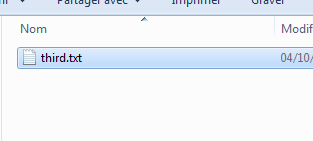 Partager avec Imprimer Graver
Nom Modif
third.txt 04/10/